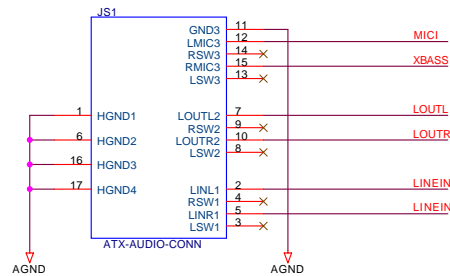 JS1
GND3 11
LMIC3 12 MICI
RSW3 14
RMIC3 15 XBASS
LSW3 13
1 HGND1 LOUTL2 7 LOUTL
RSW2 9
6 HGND2 LOUTR2 10 LOUTR
LSW2 8
16 HGND3
17 HGND4 LINL1 2 LINEIN
RSW1 4
LINR1 5 LINEIN
LSW1 3
ATX-AUDIO-CONN
AGND AGND